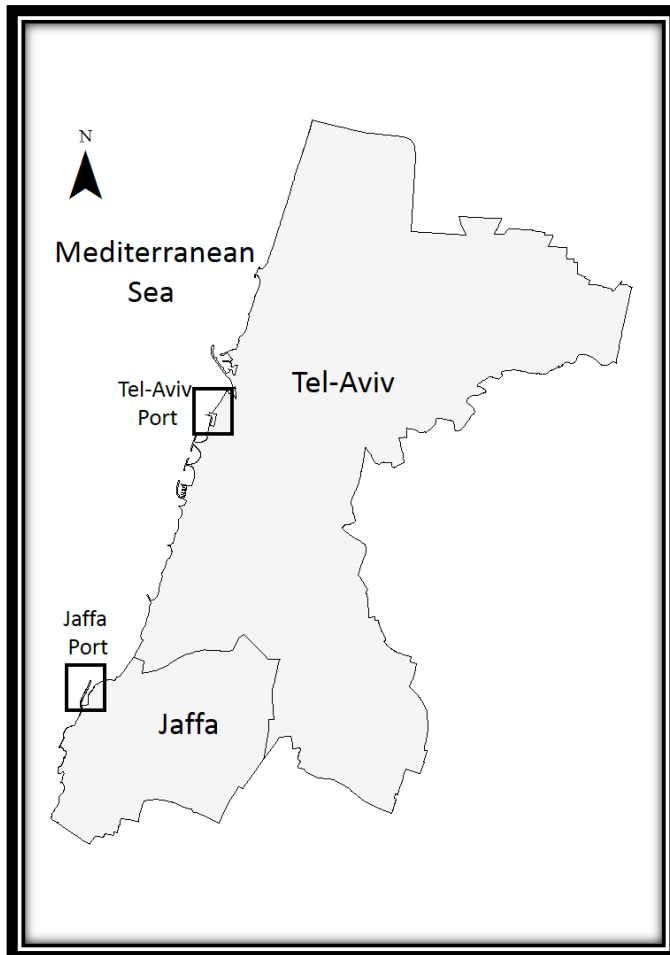 N
Mediterranean
Sea
Tel-Aviv
Port
Tel-Aviv
Jaffa
Port
Jaffa